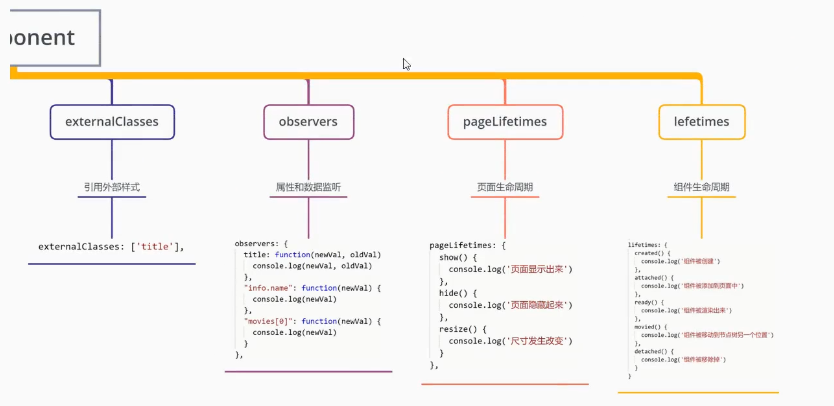 ponent
externalClasses
引用外部样式
externalClasses: ['title'],
observers
属性和数据监听
observers: {
title: function(newVal, oldVal)
console.log(newVal, oldVal)
},
"info.name": function(newVal) {
console.log(newVal)
},
"movies[0]": function(newVal) {
console.log(newVal)
}
},
pageLifetimes
页面生命周期
pageLifetimes: {
show() {
console.log('页面显示出来')
},
hide() {
console.log('页面隐藏起来')
},
resize() {
console.log('尺寸发生改变')
}
},
lefetimes
组件生命周期
lifetimes: {
created() {
console.log('组件被创建')
},
attached() {
console.log('组件被添加到页面中')
},
ready() {
console.log('组件被渲染出来')
},
movied() {
console.log('组件被移动到节点树另一个位置')
},
detached() {
console.log('组件被移除掉')
}
}